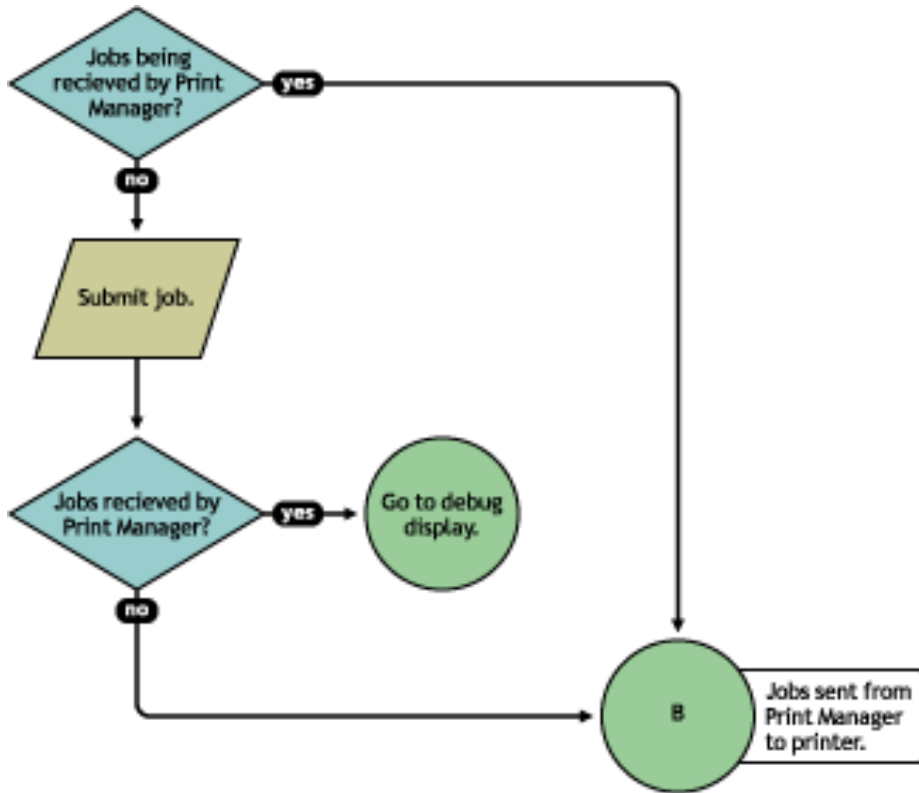 Jobs being
recieved by Print
Manager?
yes
no
Submit job.
Jobs recieved by
Print Manager?
yes
Go to debug
display.
no
B
Jobs sent from
Print Manager
to printer.